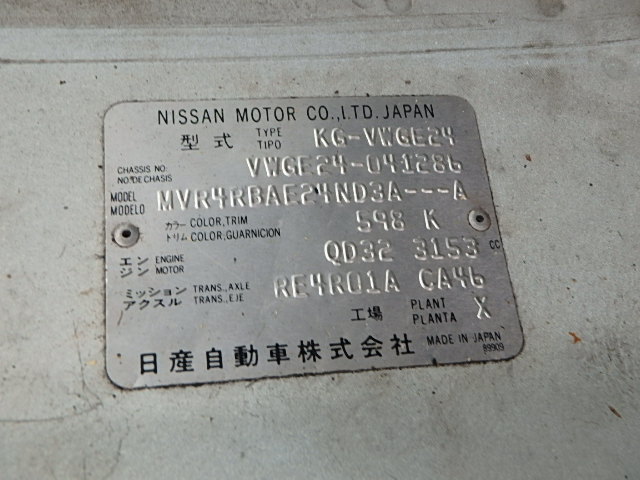 NISSAN MOTOR CO., LTD. JAPAN
型式 TYPE TIPO KG-VWGE24
CHASSIS NO. NO DE CHASIS VWGE24-041286
MODEL MODELO MVR4RBAE24ND3A---A
カラー トリム COLOR, TRIM COLOR, GUARNICION 598 K
エンジン ENGINE MOTOR QD32 3153 CC
ミッション アクスル TRANS., AXLE TRANS., EJE RE4R01A CA46
工場 PLANT PLANTA X
日産自動車株式会社 MADE IN JAPAN
89909